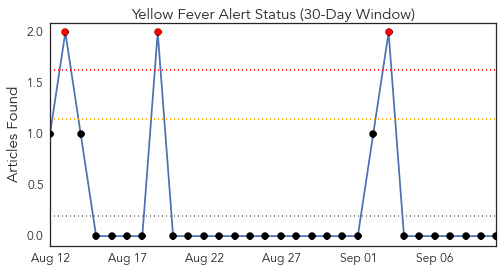 Yellow Fever Alert Status (30-Day Window)
Articles Found
2.0
1.5
1.0
0.5
0.0
Aug 12 Aug 17 Aug 22 Aug 27 Sep 01 Sep 06